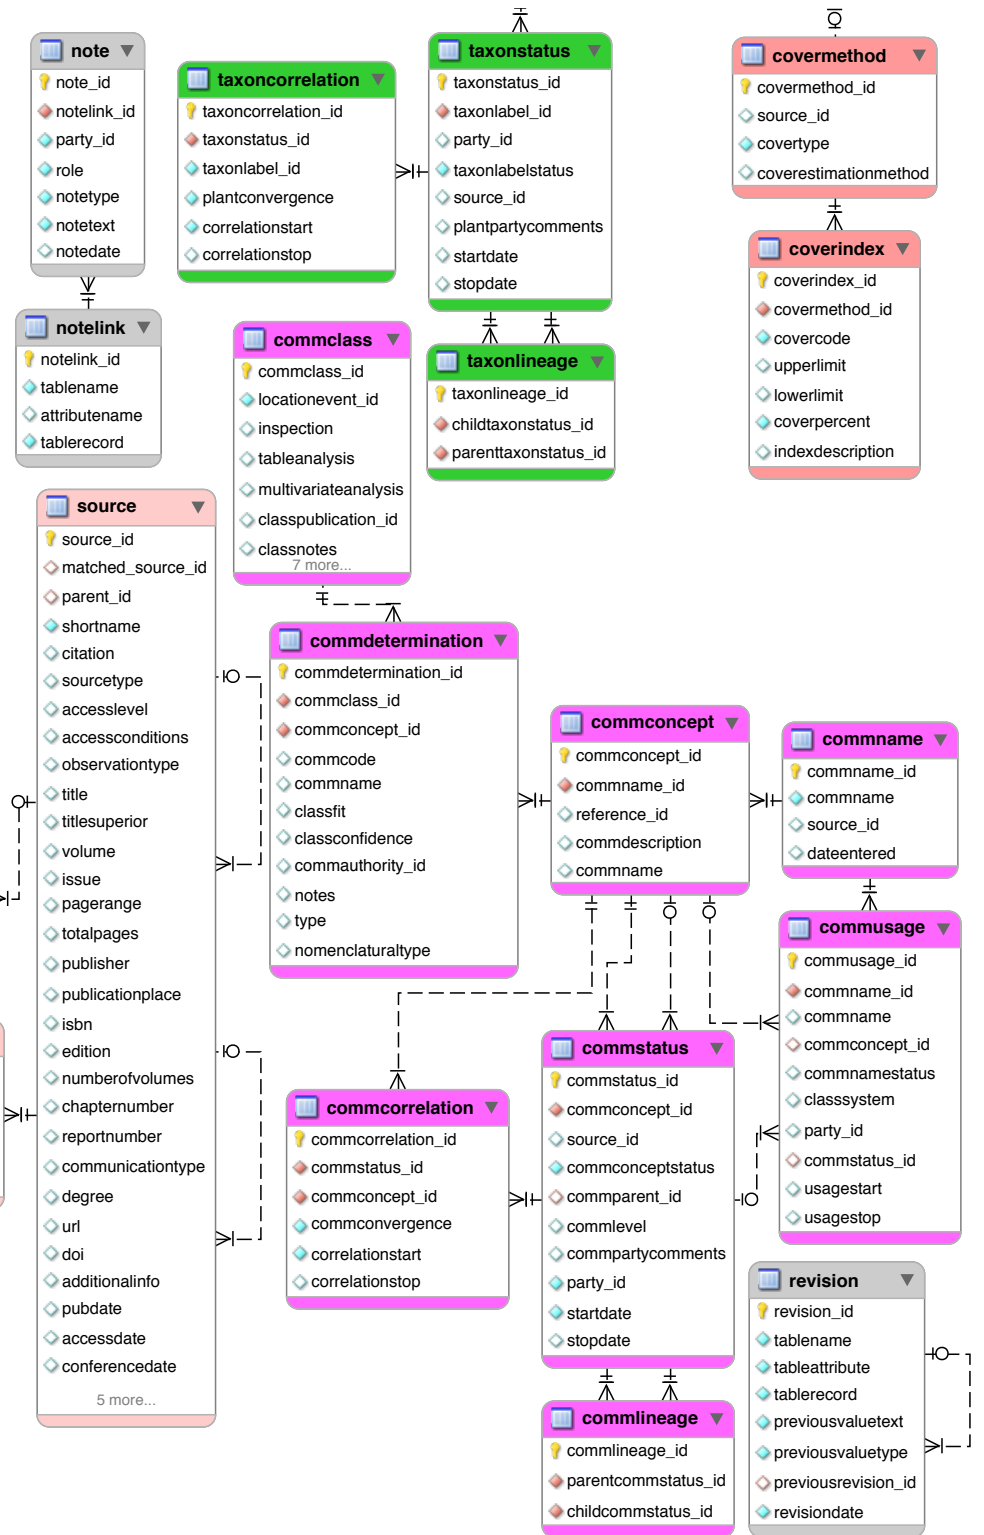 note
note_id
notelink_id
party_id
role
notetype
notetext
notedate
notelink
notelink_id
tablename
attributename
tablerecord
taxoncorrelation
taxoncorrelation_id
taxonstatus_id
taxonlabel_id
plantconvergence
correlationstart
correlationstop
taxonstatus
taxonstatus_id
taxonlabel_id
party_id
taxonlabelstatus
source_id
plantpartycomments
startdate
stopdate
taxonlineage
taxonlineage_id
childtaxonstatus_id
parenttaxonstatus_id
covermethod
covermethod_id
source_id
covertype
coverestimationmethod
coverindex
coverindex_id
covermethod_id
covercode
upperlimit
lowerlimit
coverpercent
indexdescription
commclass
commclass_id
locationevent_id
inspection
tableanalysis
multivariateanalysis
classpublication_id
classnotes
7 more...
source
source_id
matched_source_id
parent_id
shortname
citation
sourcetype
accesslevel
accessconditions
observationtype
title
titlesuperior
volume
issue
pagerange
totalpages
publisher
publicationplace
isbn
edition
numberofvolumes
chapternumber
reportnumber
communicationtype
degree
url
doi
additionalinfo
pubdate
accessdate
conferencedate
5 more...
commdetermination
commdetermination_id
commclass_id
commconcept_id
commcode
commname
classfit
classconfidence
commauthority_id
notes
type
nomenclaturaltype
commconcept
commconcept_id
commname_id
reference_id
commdescription
commname
commname
commname_id
commname
source_id
dateentered
commusage
commusage_id
commname_id
commname
commconcept_id
commnamestatus
classsystem
party_id
commstatus_id
usagestart
usagestop
commstatus
commstatus_id
commconcept_id
source_id
commconceptstatus
commparent_id
commlevel
commpartycomments
party_id
startdate
stopdate
commcorrelation
commcorrelation_id
commstatus_id
commconcept_id
commconvergence
correlationstart
correlationstop
commlineage
commlineage_id
parentcommstatus_id
childcommstatus_id
revision
revision_id
tablename
tableattribute
tablerecord
previousvaluetext
previousvaluetype
previousrevision_id
revisiondate